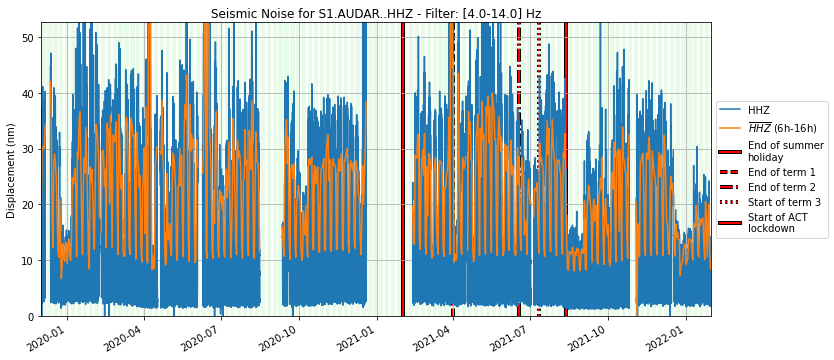 Seismic Noise for S1.AUDAR..HHZ - Filter: [4.0-14.0] Hz
Displacement (nm)
50
40
30
20
10
0
2020-01
2020-04
2020-07
2020-10
2021-01
2021-04
2021-07
2021-10
2022-01
HHZ
HHZ (6h-16h)
End of summer
holiday
End of term 1
End of term 2
Start of term 3
Start of ACT
lockdown